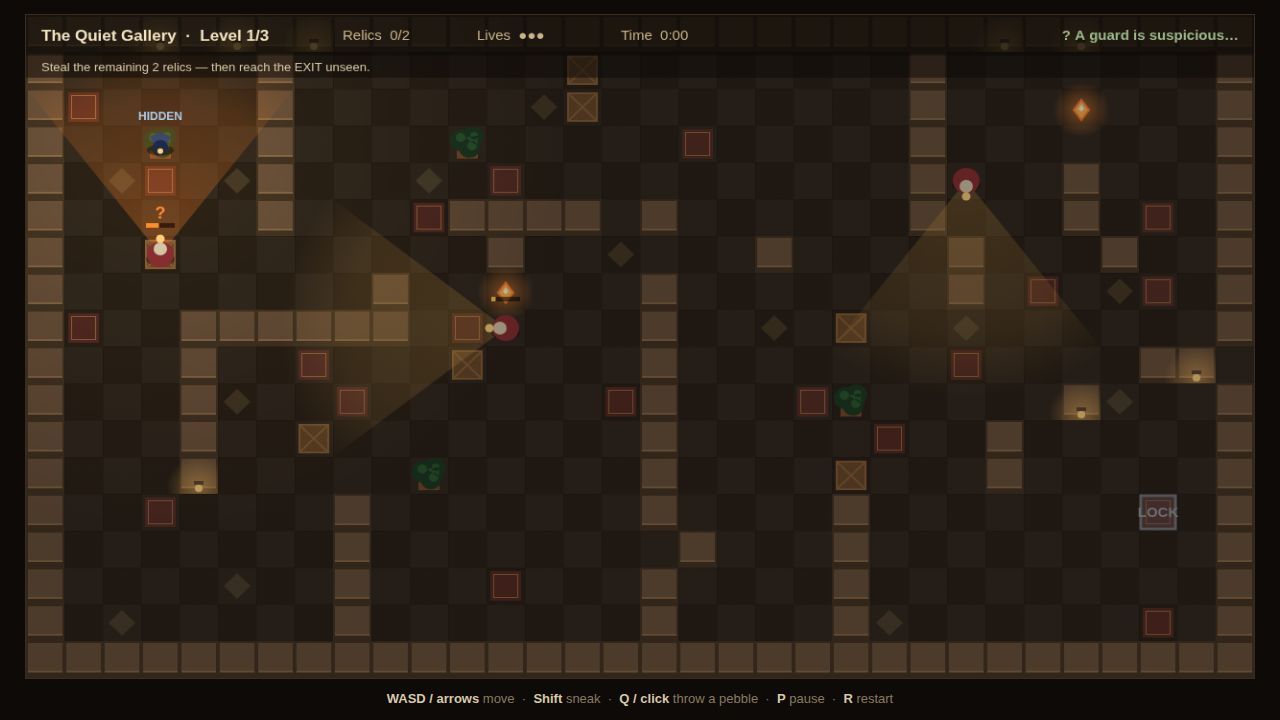 The Quiet Gallery · Level 1/3
Relics 0/2
Lives ●●●
Time 0:00
? A guard is suspicious…
Steal the remaining 2 relics — then reach the EXIT unseen.
HIDDEN
?
LOCK
WASD / arrows move · Shift sneak · Q / click throw a pebble · P pause · R restart